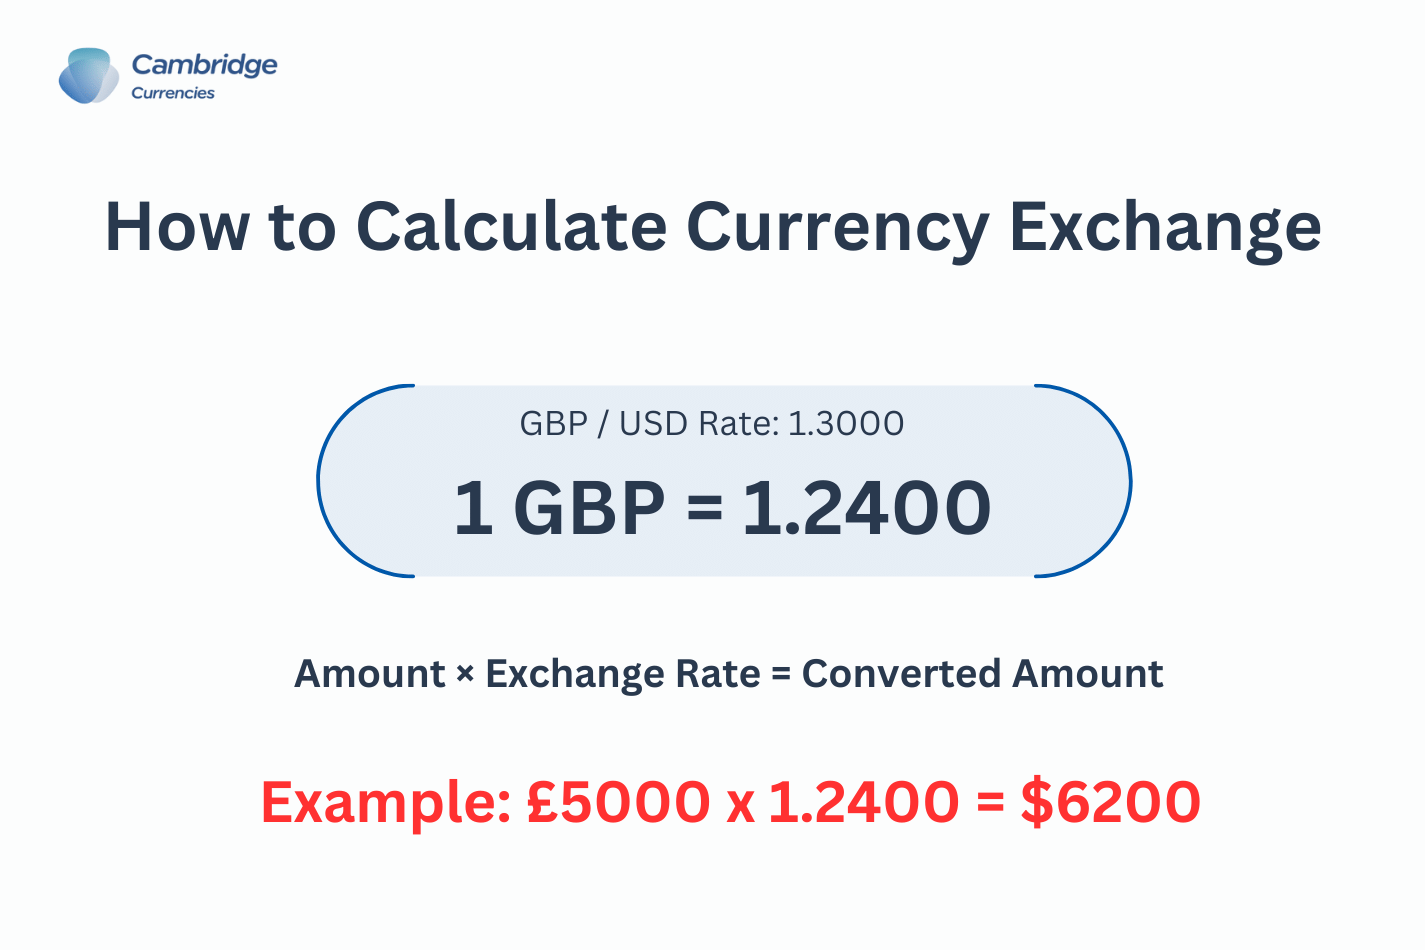 Cambridge
Currencies
How to Calculate Currency Exchange
GBP / USD Rate: 1.3000
1 GBP = 1.2400
Amount × Exchange Rate = Converted Amount
Example: £5000 x 1.2400 = $6200